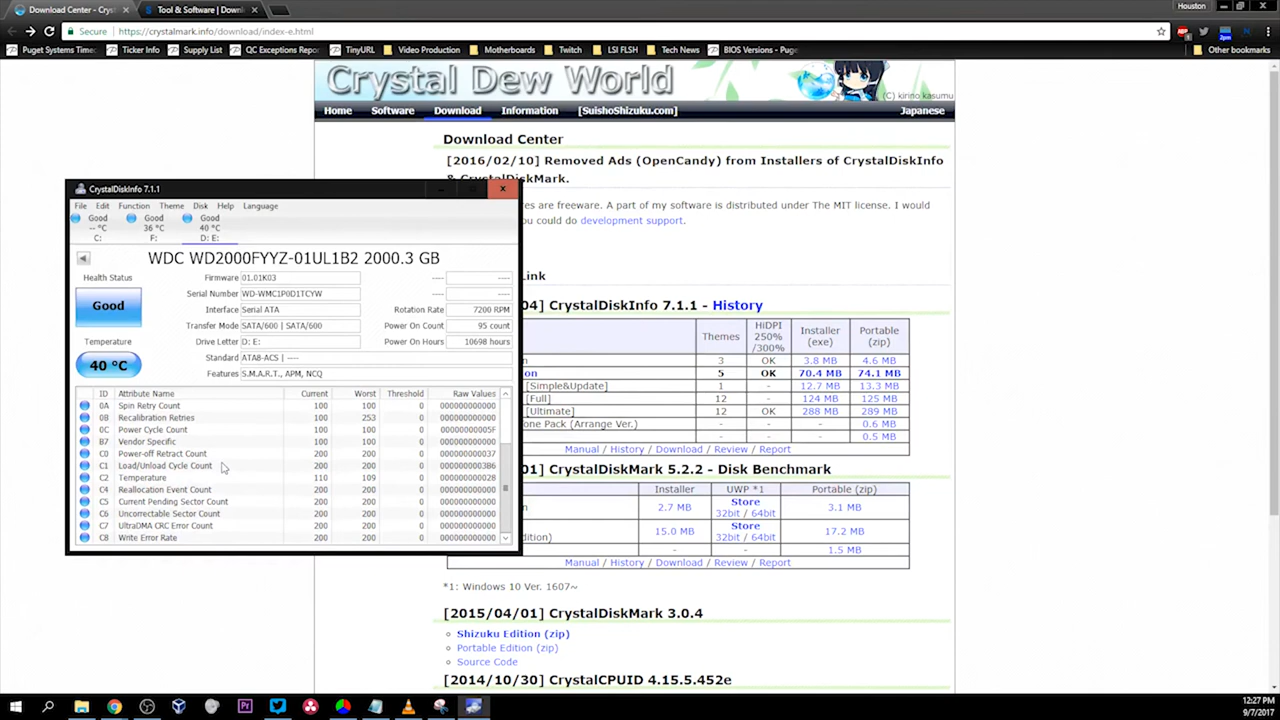 Download Center - Crys
Tool & Software | Downl
Houston
Secure
https://crystalmark.info/download/index-e.html
Puget Systems Timec
Ticker Info
Supply List
QC Exceptions Repor
TinyURL
Video Production
Motherboards
Twitch
LSI FLSH
Tech News
BIOS Versions - Puge
Other bookmarks
Crystal Dew World
(C) kirino kasumu
Home
Software
Download
Information
[SuishoShizuku.com]
Japanese
Download Center
[2016/02/10] Removed Ads (OpenCandy) from Installers of CrystalDiskInfo
& CrystalDiskMark.
res are freeware. A part of my software is distributed under The MIT license. I would
ou could do development support.
Link
04] CrystalDiskInfo 7.1.1 - History
Themes HiDPI 250% /300% Installer (exe) Portable (zip)
n 3 OK 3.8 MB 4.6 MB
on 5 OK 70.4 MB 74.1 MB
[Simple&Update] 1 - 12.7 MB 13.3 MB
[Full] 12 - 124 MB 125 MB
[Ultimate] 12 OK 288 MB 289 MB
one Pack (Arrange Ver.) - - - 0.6 MB
- - - 0.5 MB
Manual / History / Download / Review / Report
01] CrystalDiskMark 5.2.2 - Disk Benchmark
Installer UWP *1 Portable (zip)
2.7 MB Store 32bit / 64bit 3.1 MB
dition) 15.0 MB Store 32bit / 64bit 17.2 MB
- - 1.5 MB
Manual / History / Download / Review / Report
*1: Windows 10 Ver. 1607~
[2015/04/01] CrystalDiskMark 3.0.4
Shizuku Edition (zip)
Portable Edition (zip)
Source Code
[2014/10/30] CrystalCPUID 4.15.5.452e
CrystalDiskInfo 7.1.1
File Edit Function Theme Disk Help Language
Good Good Good
-- °C 36 °C 40 °C
C: F: D: E:
WDC WD2000FYYZ-01UL1B2 2000.3 GB
Health Status
Good
Temperature
40 °C
Firmware 01.01K03 ---- ----
Serial Number WD-WMC1P0D1TCYW ---- ----
Interface Serial ATA Rotation Rate 7200 RPM
Transfer Mode SATA/600 | SATA/600 Power On Count 95 count
Drive Letter D: E: Power On Hours 10698 hours
Standard ATA8-ACS | ----
Features S.M.A.R.T., APM, NCQ
ID Attribute Name Current Worst Threshold Raw Values
0A Spin Retry Count 100 100 0 000000000000
0B Recalibration Retries 100 253 0 000000000000
0C Power Cycle Count 100 100 0 00000000005F
B7 Vendor Specific 100 100 0 000000000000
C0 Power-off Retract Count 200 200 0 000000000037
C1 Load/Unload Cycle Count 200 200 0 0000000003B6
C2 Temperature 110 109 0 000000000028
C4 Reallocation Event Count 200 200 0 000000000000
C5 Current Pending Sector Count 200 200 0 000000000000
C6 Uncorrectable Sector Count 200 200 0 000000000000
C7 UltraDMA CRC Error Count 200 200 0 000000000000
C8 Write Error Rate 200 200 0 000000000000
Pr
12:27 PM
9/7/2017